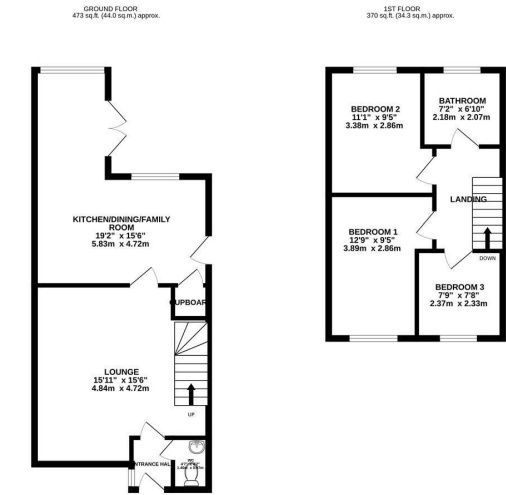 GROUND FLOOR
473 sq.ft. (44.0 sq.m.) approx.
1ST FLOOR
370 sq.ft. (34.3 sq.m.) approx.
KITCHEN/DINING/FAMILY
ROOM
19'2" x 15'6"
5.83m x 4.72m
CUPBOARD
LOUNGE
15'11" x 15'6"
4.84m x 4.72m
UP
ENTRANCE HALL
WC
BEDROOM 2
11'1" x 9'5"
3.38m x 2.86m
BATHROOM
7'2" x 6'10"
2.18m x 2.07m
LANDING
BEDROOM 1
12'9" x 9'5"
3.89m x 2.86m
DOWN
BEDROOM 3
7'9" x 7'8"
2.37m x 2.33m